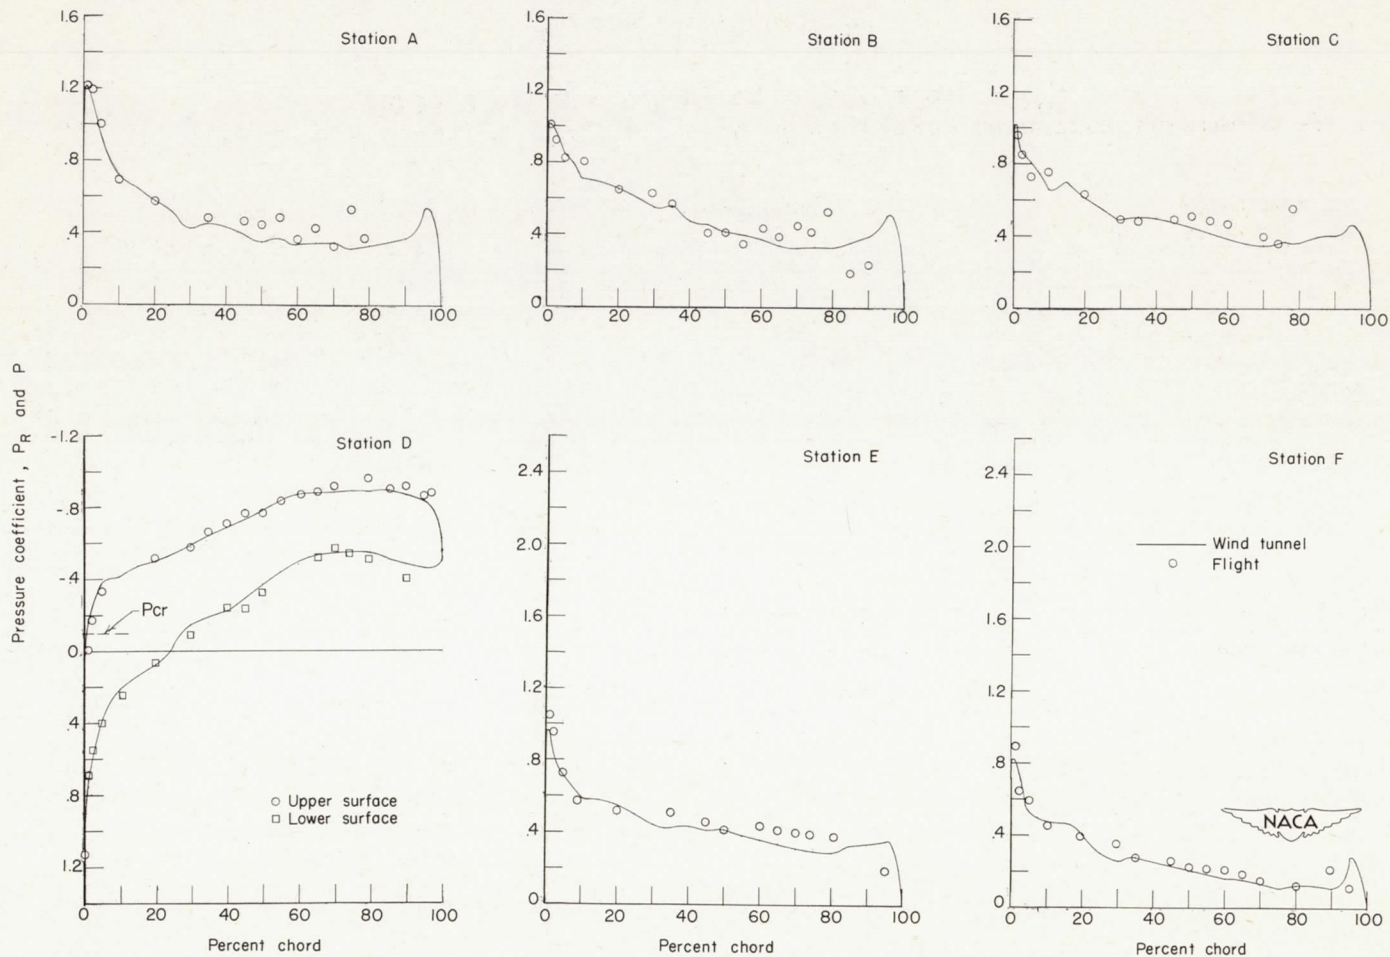 Station A
1.6
1.2
.8
.4
0
0 20 40 60 80 100
Station B
1.6
1.2
.8
.4
0
0 20 40 60 80 100
Station C
1.6
1.2
.8
.4
0
0 20 40 60 80 100
Pressure coefficient, PR and P
Station D
-1.2
-.8
-.4
0
.4
.8
1.2
Pcr
○ Upper surface
□ Lower surface
0 20 40 60 80 100
Percent chord
Station E
2.4
2.0
1.6
1.2
.8
.4
0
0 20 40 60 80 100
Percent chord
Station F
2.4
2.0
1.6
1.2
.8
.4
0
Wind tunnel
○ Flight
NACA
0 20 40 60 80 100
Percent chord